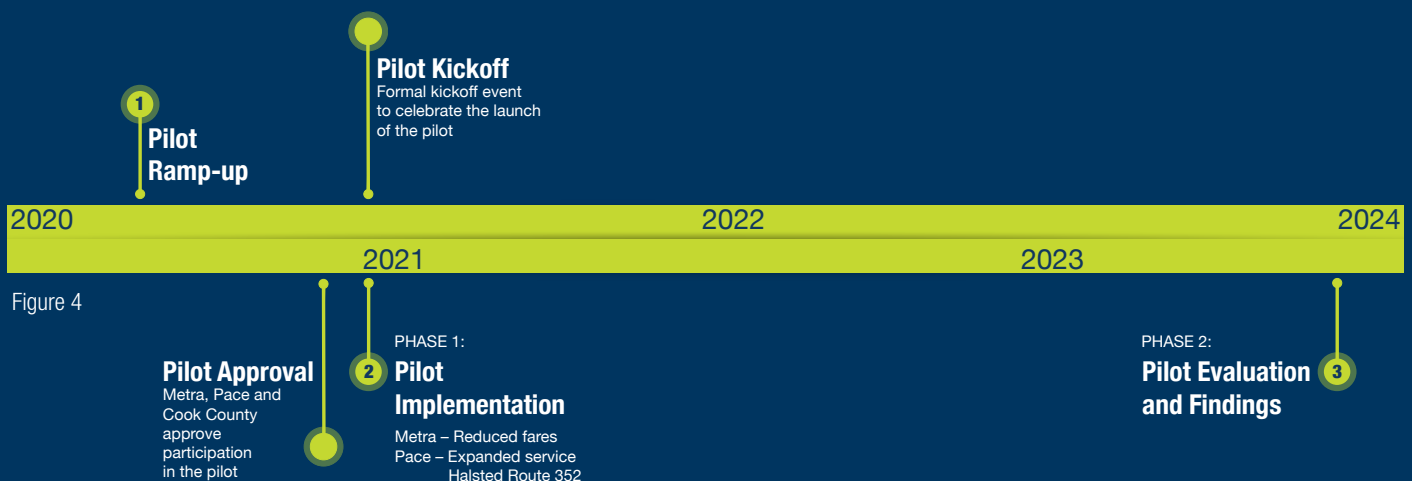 Pilot Kickoff
Formal kickoff event
to celebrate the launch
of the pilot
1
Pilot
Ramp-up
2020
2022
2024
2021
2023
Figure 4
Pilot Approval
Metra, Pace and
Cook County
approve
participation
in the pilot
2
PHASE 1:
Pilot
Implementation
Metra – Reduced fares
Pace – Expanded service
Halsted Route 352
PHASE 2:
Pilot Evaluation
and Findings
3